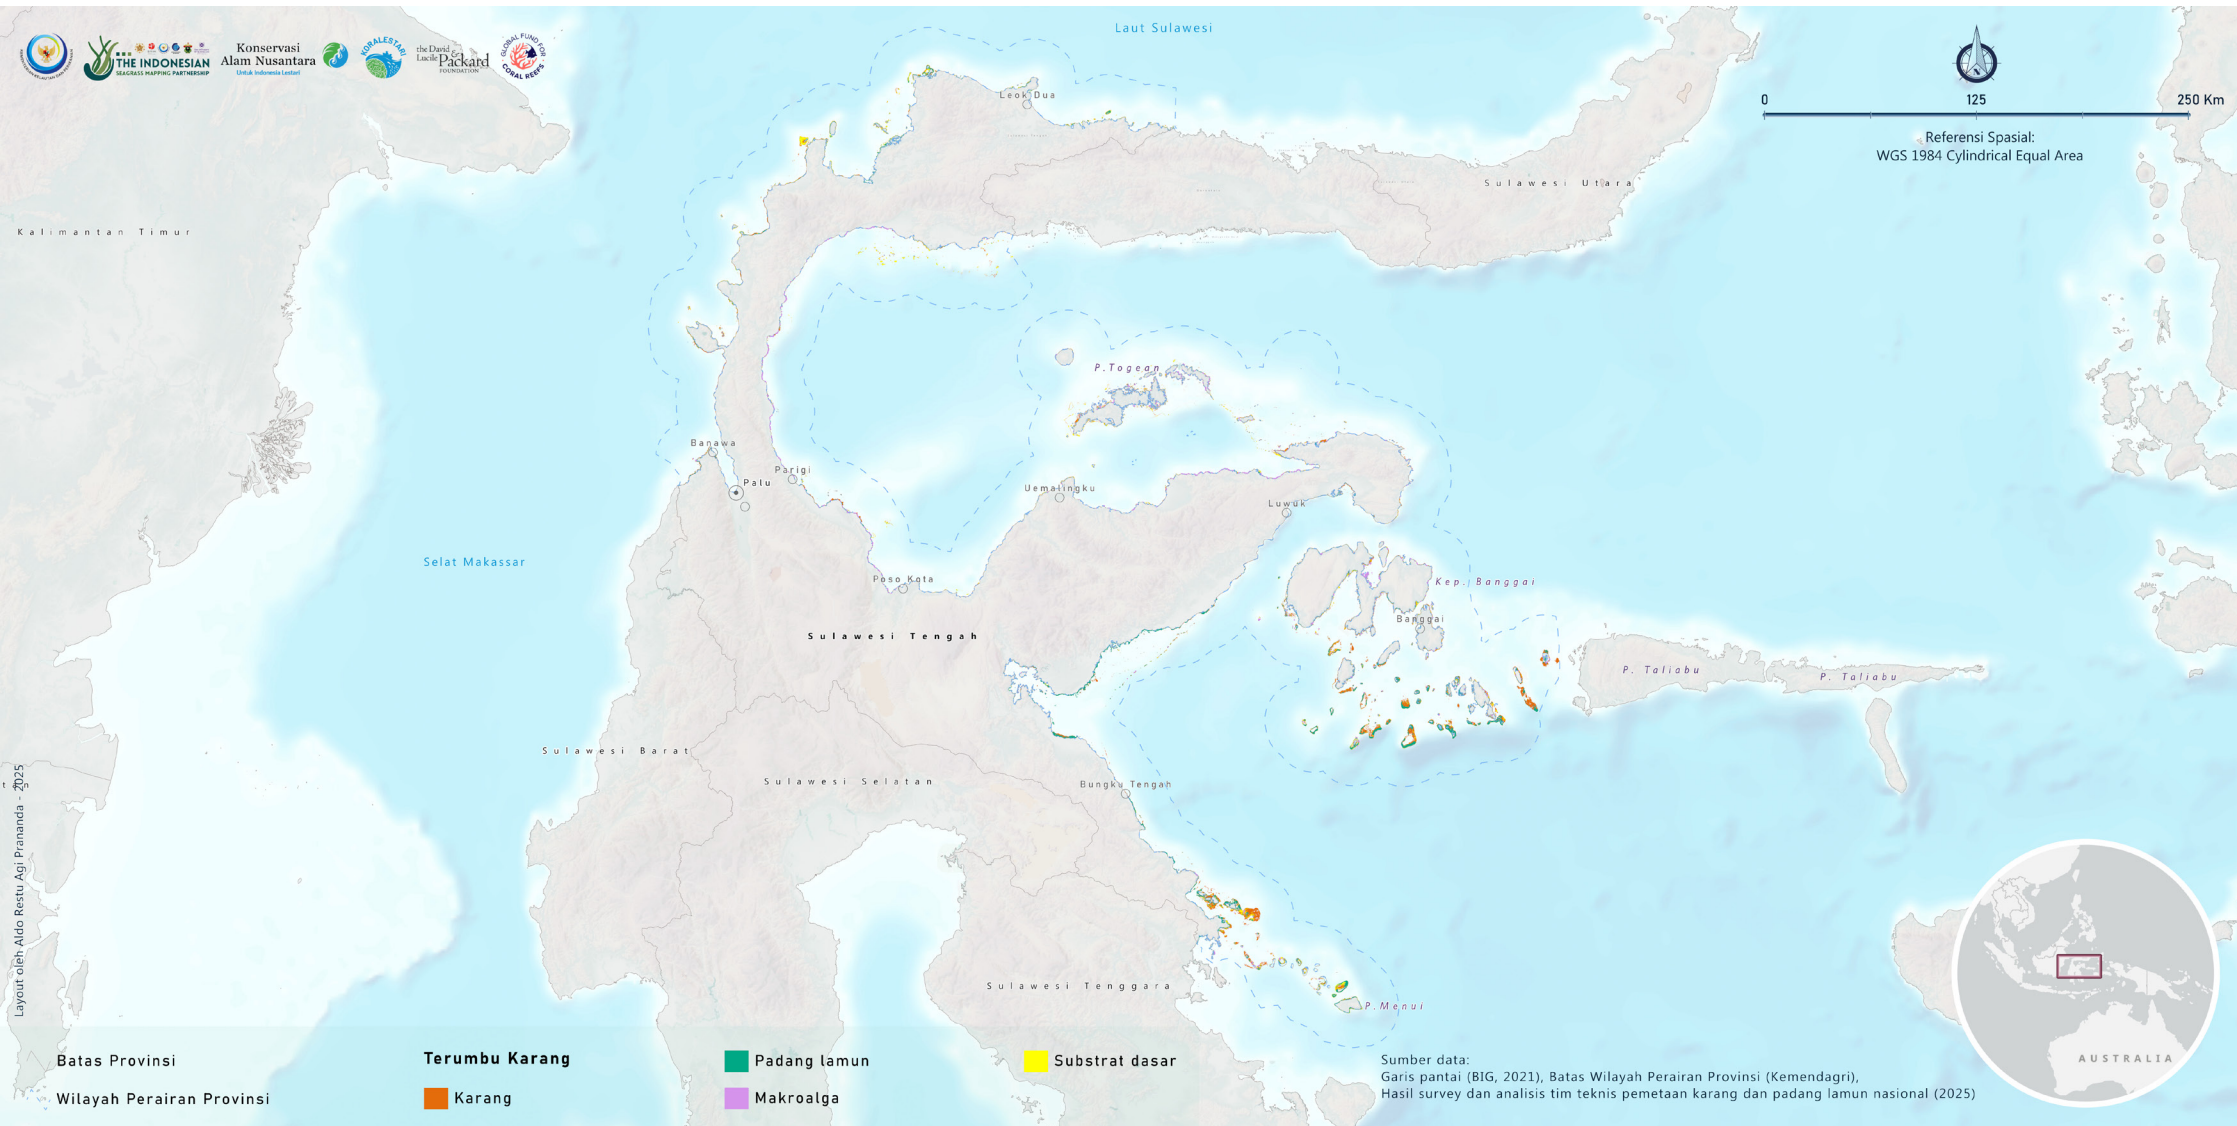 Laut Sulawesi
THE INDONESIAN
SEAGRASS MAPPING PARTNERSHIP
Konservasi
Alam Nusantara
Untuk Indonesia Lestari
KORALESTARI
the David
Lucile & Packard
FOUNDATION
GLOBAL FUND FOR
CORAL REEFS
N
0 125 250 Km
Referensi Spasial:
WGS 1984 Cylindrical Equal Area
Leok Dua
Sulawesi Utara
Kalimantan Timur
P.Togean
Banawa
Parigi
Palu
Uemalingku
Luwuk
Selat Makassar
Poso Kota
Kep. Banggai
Banggai
Sulawesi Tengah
P. Taliabu
P. Taliabu
Sulawesi Barat
Sulawesi Selatan
Bungku Tengah
Sulawesi Tenggara
P.Menui
Layout oleh Aldo Restu Agi Prananda - 2025
AUSTRALIA
Batas Provinsi
Wilayah Perairan Provinsi
Terumbu Karang
Karang
Padang lamun
Makroalga
Substrat dasar
Sumber data:
Garis pantai (BIG, 2021), Batas Wilayah Perairan Provinsi (Kemendagri),
Hasil survey dan analisis tim teknis pemetaan karang dan padang lamun nasional (2025)